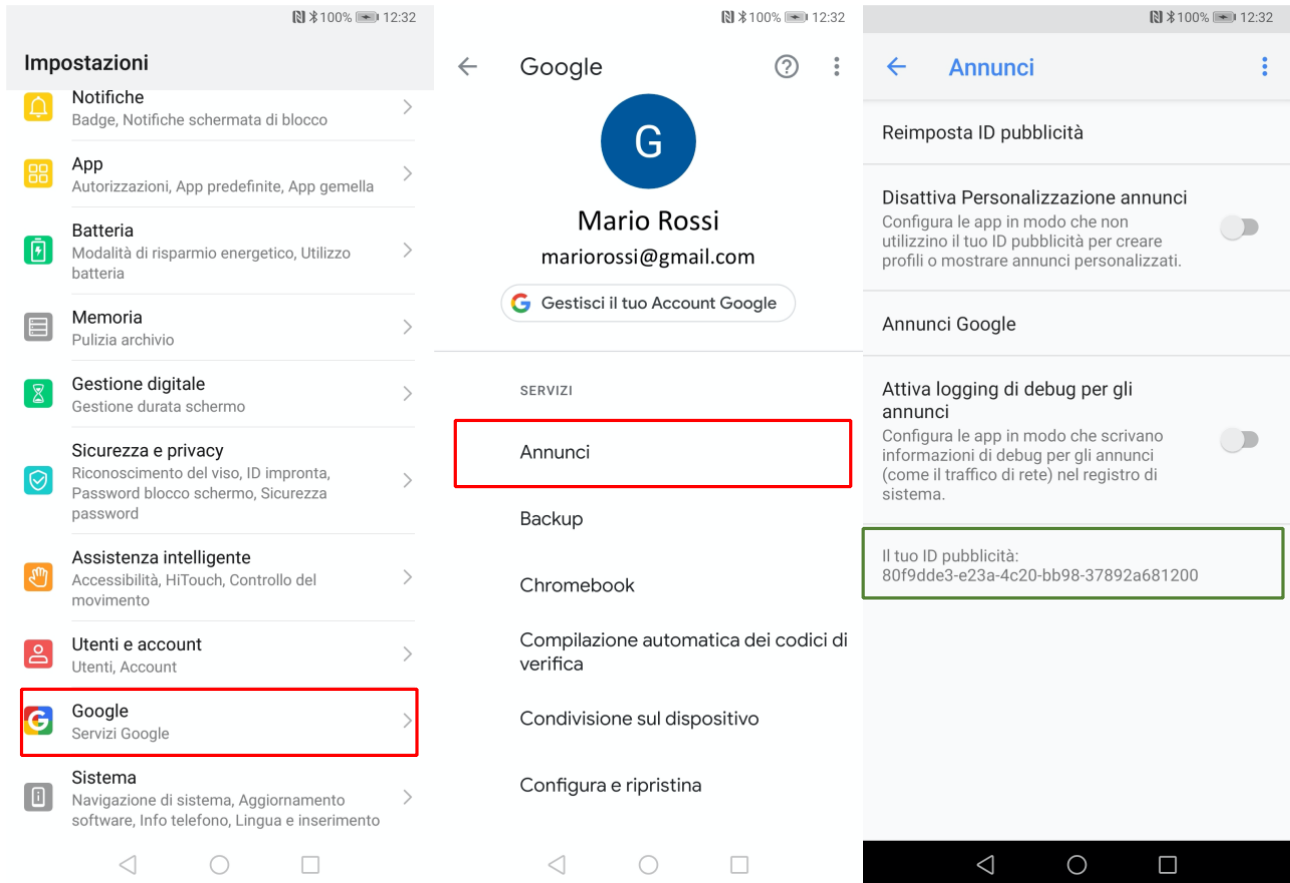 100% 12:32
Impostazioni
Notifiche
Badge, Notifiche schermata di blocco
App
Autorizzazioni, App predefinite, App gemella
Batteria
Modalità di risparmio energetico, Utilizzo
batteria
Memoria
Pulizia archivio
Gestione digitale
Gestione durata schermo
Sicurezza e privacy
Riconoscimento del viso, ID impronta,
Password blocco schermo, Sicurezza
password
Assistenza intelligente
Accessibilità, HiTouch, Controllo del
movimento
Utenti e account
Utenti, Account
Google
Servizi Google
Sistema
Navigazione di sistema, Aggiornamento
software, Info telefono, Lingua e inserimento
100% 12:32
Google
G
Mario Rossi
mariorossi@gmail.com
G Gestisci il tuo Account Google
SERVIZI
Annunci
Backup
Chromebook
Compilazione automatica dei codici di
verifica
Condivisione sul dispositivo
Configura e ripristina
100% 12:32
Annunci
Reimposta ID pubblicità
Disattiva Personalizzazione annunci
Configura le app in modo che non
utilizzino il tuo ID pubblicità per creare
profili o mostrare annunci personalizzati.
Annunci Google
Attiva logging di debug per gli
annunci
Configura le app in modo che scrivano
informazioni di debug per gli annunci
(come il traffico di rete) nel registro di
sistema.
Il tuo ID pubblicità:
80f9dde3-e23a-4c20-bb98-37892a681200